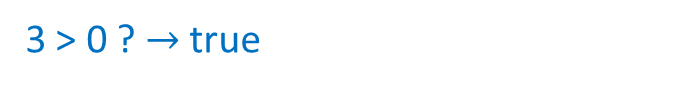 3 > 0 ? → true